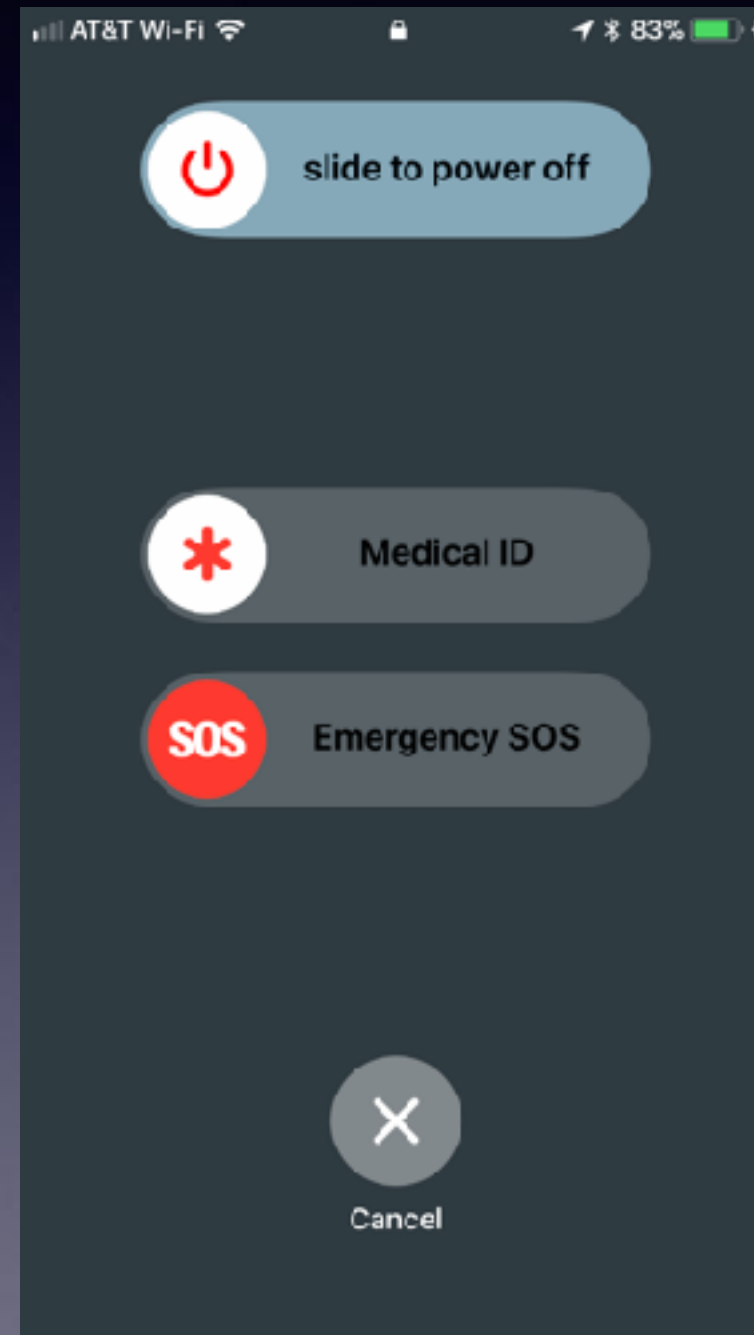 AT&T Wi-Fi 83%
slide to power off
Medical ID
SOS Emergency SOS
Cancel